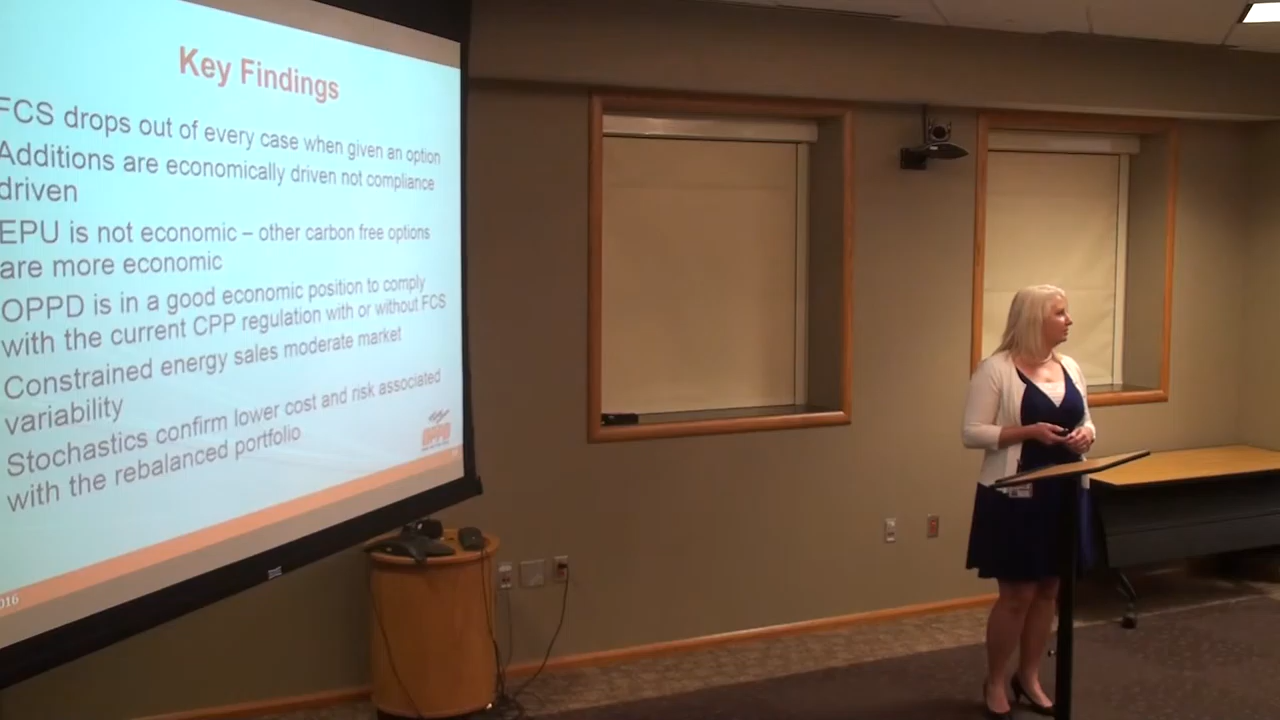 Key Findings
FCS drops out of every case when given an option
Additions are economically driven not compliance
driven
EPU is not economic – other carbon free options
are more economic
OPPD is in a good economic position to comply
with the current CPP regulation with or without FCS
Constrained energy sales moderate market
variability
Stochastics confirm lower cost and risk associated
with the rebalanced portfolio
OPPD